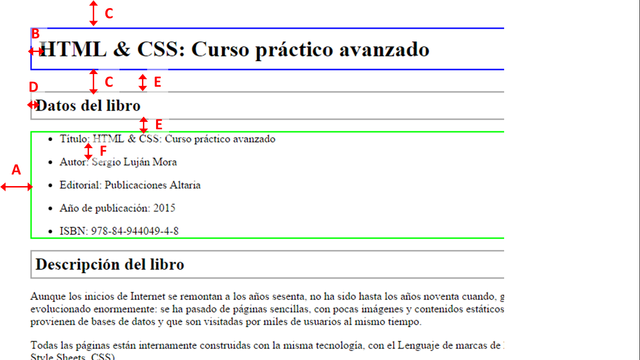 C
B
HTML & CSS: Curso práctico avanzado
C
E
D
Datos del libro
E
Titulo: HTML & CSS: Curso práctico avanzado
F
Autor: Sergio Luján Mora
A
Editorial: Publicaciones Altaria
Año de publicación: 2015
ISBN: 978-84-944049-4-8
Descripción del libro
Aunque los inicios de Internet se remontan a los años sesenta, no ha sido hasta los años noventa cuando, g
evolucionado enormemente: se ha pasado de páginas sencillas, con pocas imágenes y contenidos estáticos
provienen de bases de datos y que son visitadas por miles de usuarios al mismo tiempo.
Todas las páginas están internamente construidas con la misma tecnología, con el Lenguaje de marcas de
Style Sheets, CSS)